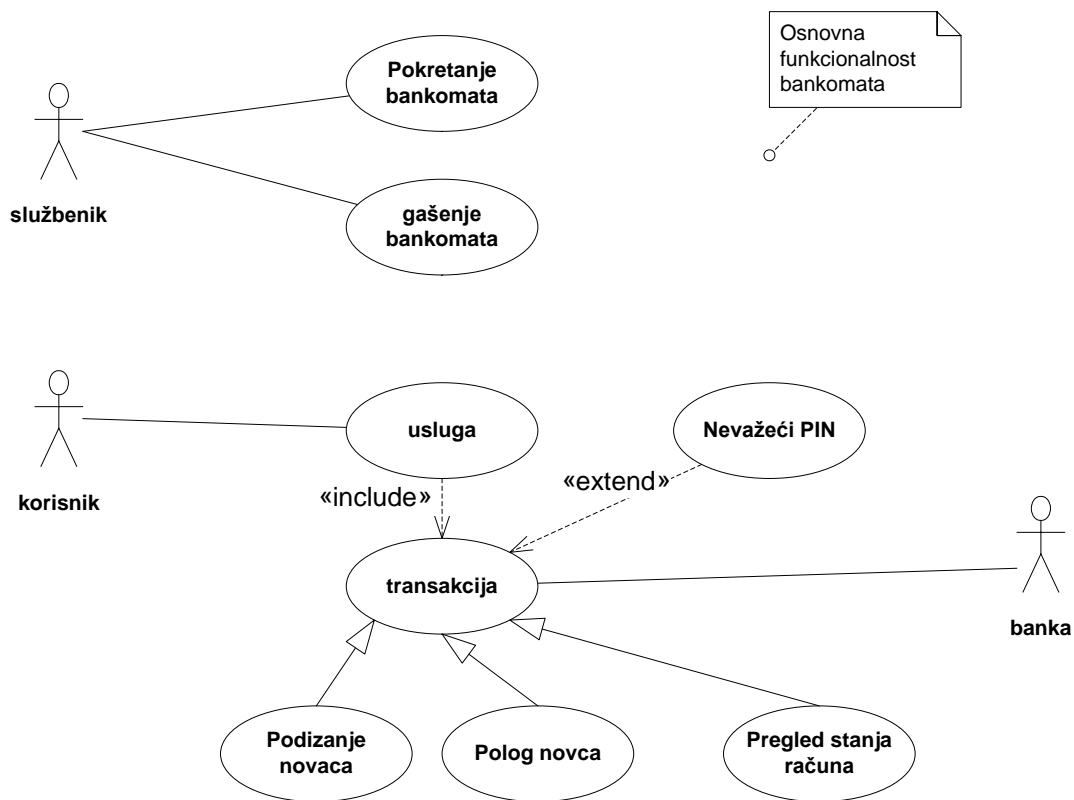 Osnovna
funkcionalnost
bankomata
Pokretanje
bankomata
službenik
gašenje
bankomata
korisnik
usluga
Nevažeći PIN
«include»
«extend»
transakcija
banka
Podizanje
novaca
Polog novca
Pregled stanja
računa